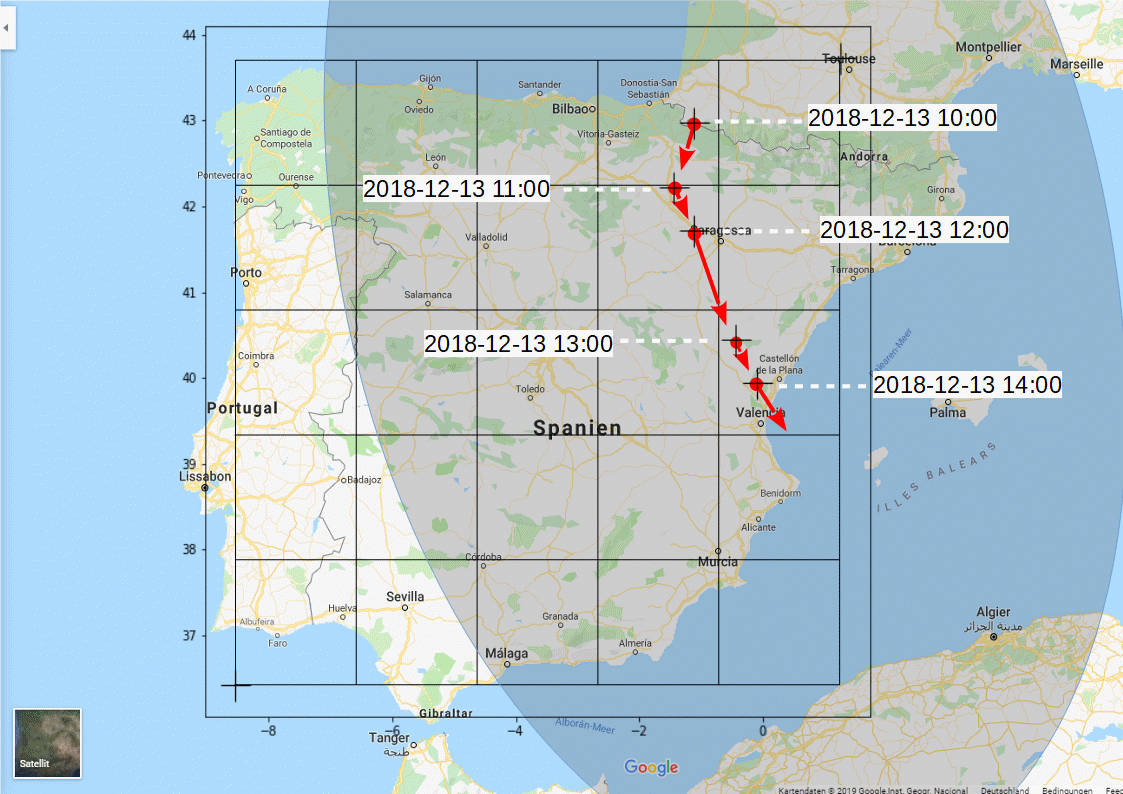 44
Toulouse
Montpellier
Marseille
Gijón
A Coruña
Oviedo
Santander
Donostia-San
Sebastián
Bilbao
43
2018-12-13 10:00
Santiago de
Compostela
Vitoria-Gasteiz
León
Andorra
Pontevedra
Ourense
2018-12-13 11:00
Girona
Vigo
42
2018-12-13 12:00
Valladolid
Barcelona
Porto
Tarragona
41
Salamanca
2018-12-13 13:00
Balearen-Meer
Coimbra
Castellón
de la Plana
40
Toledo
2018-12-13 14:00
Portugal
Valencia
Palma
Spanien
39
Lissabon
Badajoz
ILLES BALEARS
Benidorm
Alicante
38
Córdoba
Murcia
Sevilla
Huelva
Granada
Algier
مدينة الجزائر
Albufeira
37
Faro
Almería
Málaga
Gibraltar
−8
−6
−4
−2
0
Alborán-Meer
Tanger
طنجة
Satellit
Google
Kartendaten © 2019 Google, Inst. Geogr. Nacional
Deutschland
Bedingungen